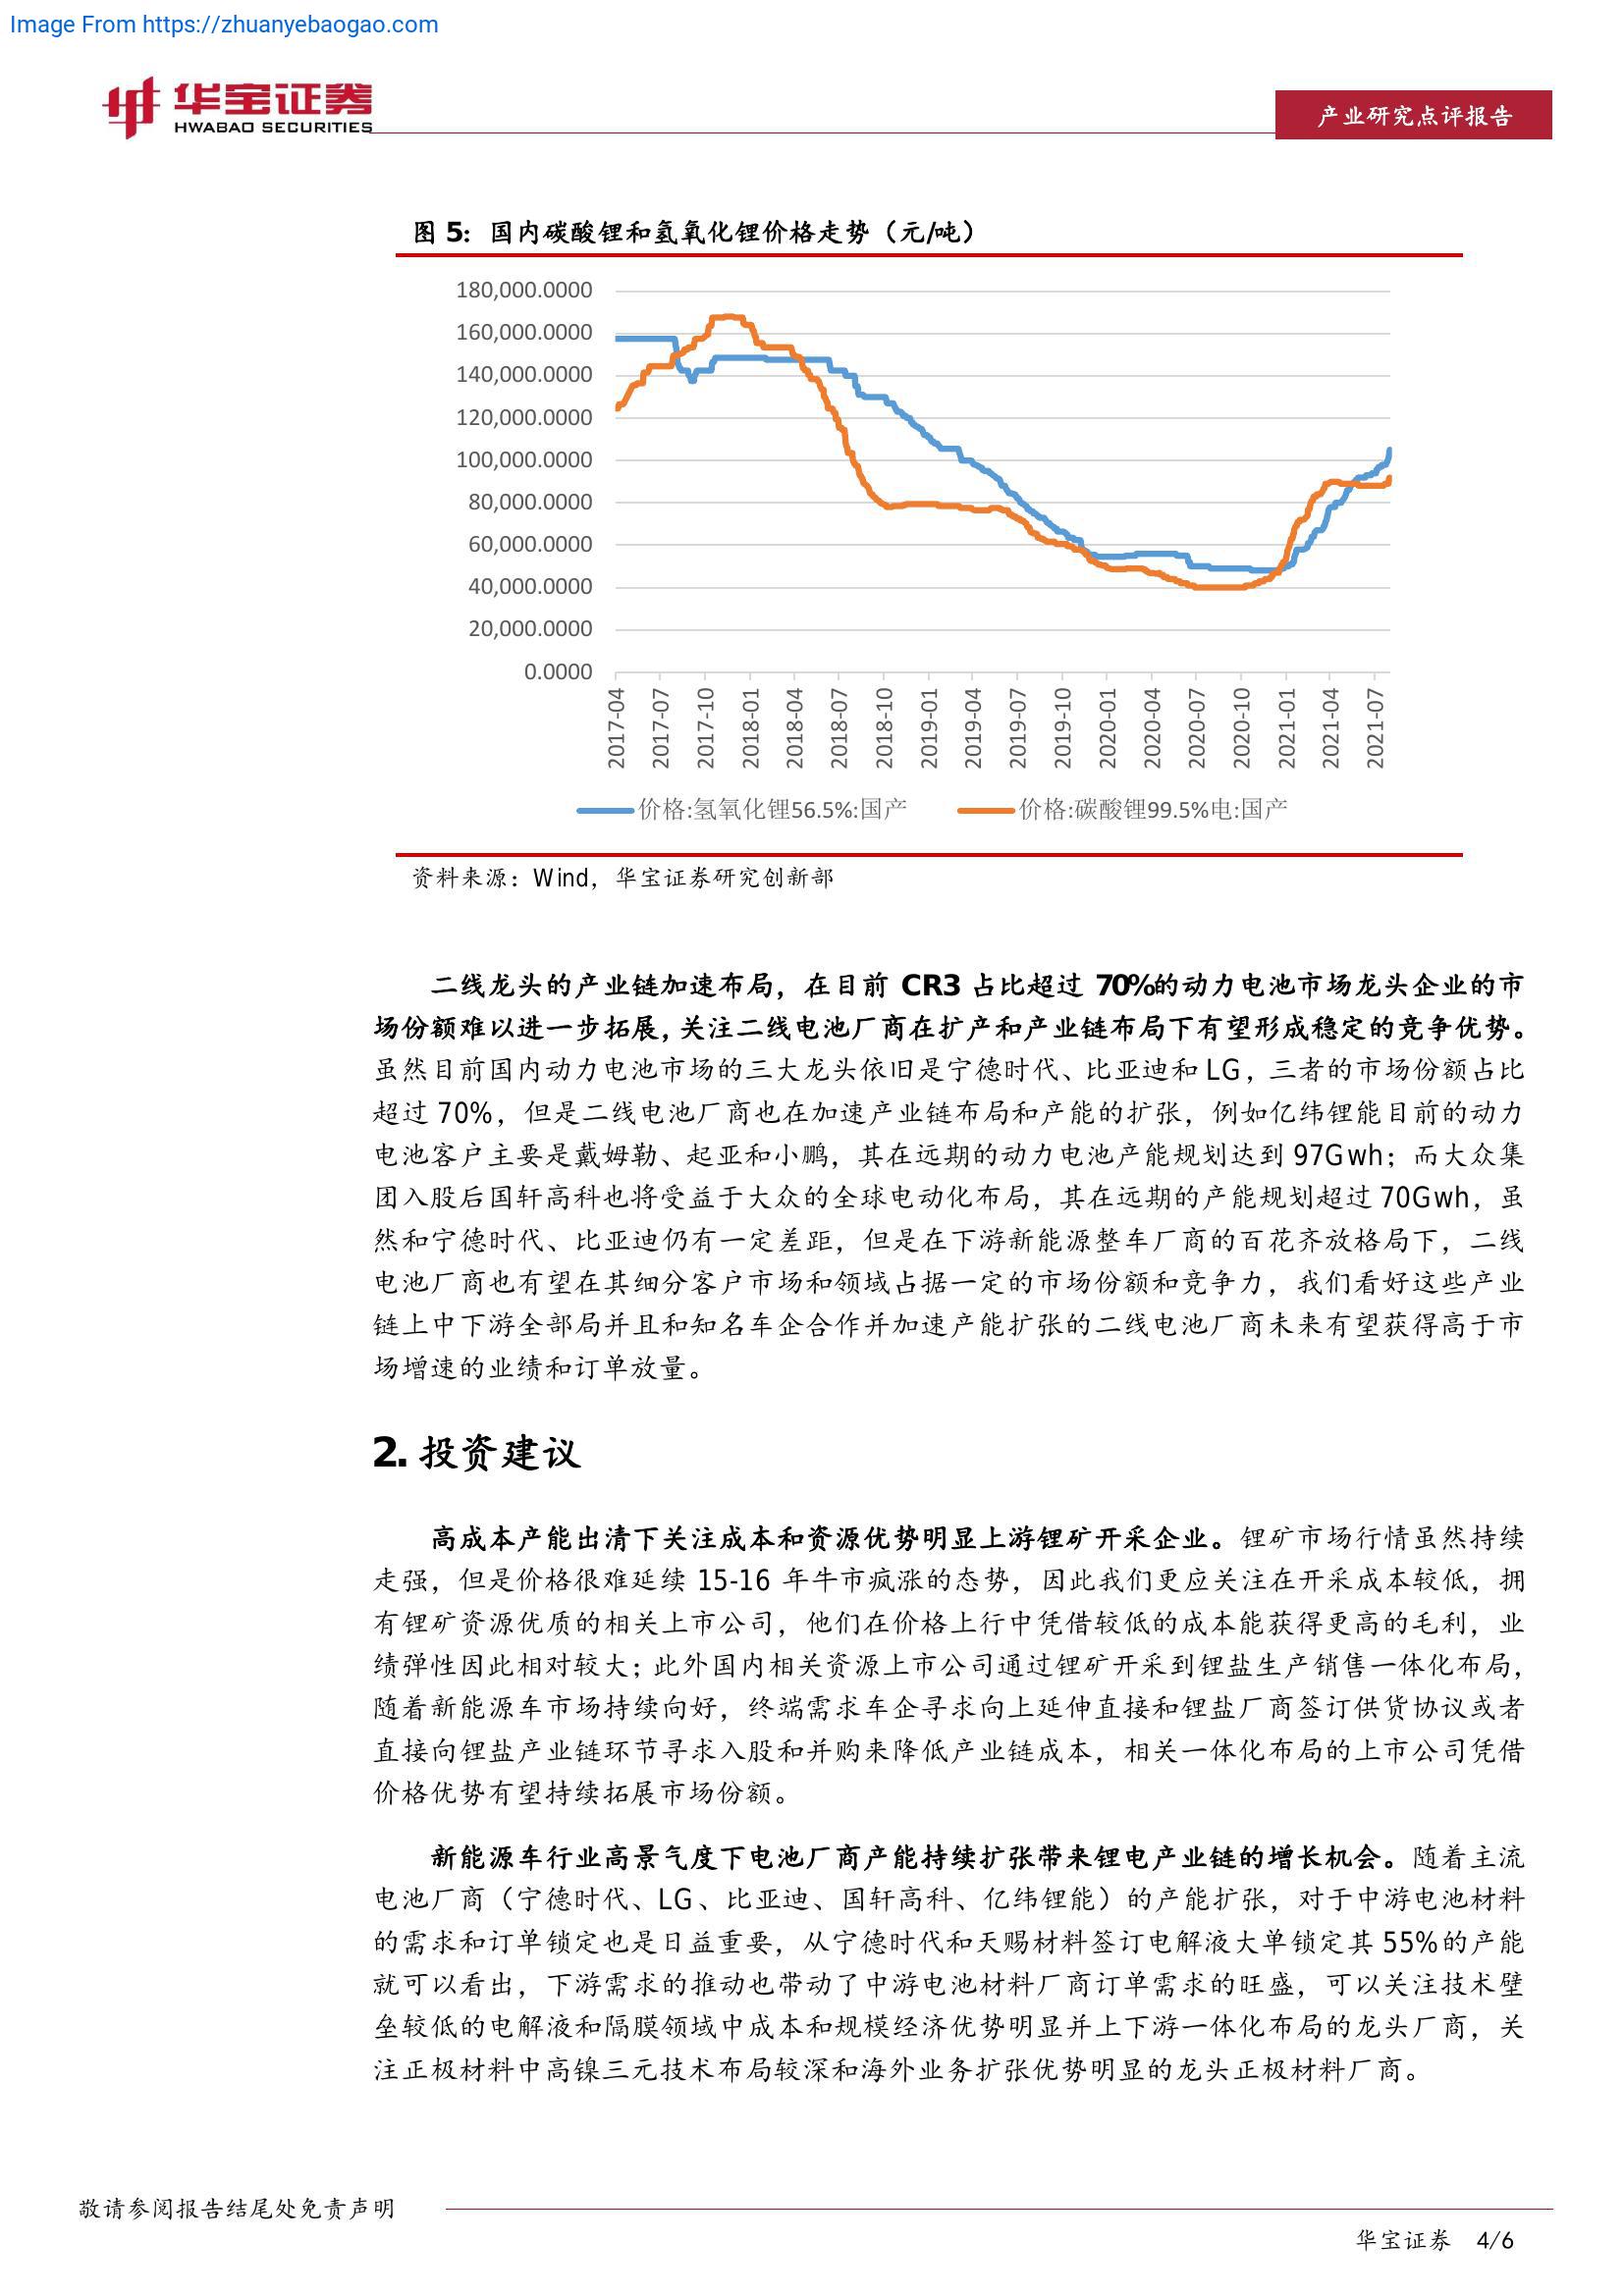 Image From https://zhuanyebaogao.com
华宝证券
HWABAO SECURITIES
产业研究点评报告
图 5：国内碳酸锂和氢氧化锂价格走势（元/吨）
180,000.0000
160,000.0000
140,000.0000
120,000.0000
100,000.0000
80,000.0000
60,000.0000
40,000.0000
20,000.0000
0.0000
2017-04
2017-07
2017-10
2018-01
2018-04
2018-07
2018-10
2019-01
2019-04
2019-07
2019-10
2020-01
2020-04
2020-07
2020-10
2021-01
2021-04
2021-07
价格:氢氧化锂56.5%:国产
价格:碳酸锂99.5%电:国产
资料来源：Wind，华宝证券研究创新部
二线龙头的产业链加速布局，在目前 CR3 占比超过 70%的动力电池市场龙头企业的市
场份额难以进一步拓展，关注二线电池厂商在扩产和产业链布局下有望形成稳定的竞争优势。
虽然目前国内动力电池市场的三大龙头依旧是宁德时代、比亚迪和 LG，三者的市场份额占比
超过 70%，但是二线电池厂商也在加速产业链布局和产能的扩张，例如亿纬锂能目前的动力
电池客户主要是戴姆勒、起亚和小鹏，其在远期的动力电池产能规划达到 97Gwh；而大众集
团入股后国轩高科也将受益于大众的全球电动化布局，其在远期的产能规划超过 70Gwh，虽
然和宁德时代、比亚迪仍有一定差距，但是在下游新能源整车厂商的百花齐放格局下，二线
电池厂商也有望在其细分客户市场和领域占据一定的市场份额和竞争力，我们看好这些产业
链上中下游全部局并且和知名车企合作并加速产能扩张的二线电池厂商未来有望获得高于市
场增速的业绩和订单放量。
2. 投资建议
高成本产能出清下关注成本和资源优势明显上游锂矿开采企业。锂矿市场行情虽然持续
走强，但是价格很难延续 15-16 年牛市疯涨的态势，因此我们更应关注在开采成本较低，拥
有锂矿资源优质的相关上市公司，他们在价格上行中凭借较低的成本能获得更高的毛利，业
绩弹性因此相对较大；此外国内相关资源上市公司通过锂矿开采到锂盐生产销售一体化布局，
随着新能源车市场持续向好，终端需求车企寻求向上延伸直接和锂盐厂商签订供货协议或者
直接向锂盐产业链环节寻求入股和并购来降低产业链成本，相关一体化布局的上市公司凭借
价格优势有望持续拓展市场份额。
新能源车行业高景气度下电池厂商产能持续扩张带来锂电产业链的增长机会。随着主流
电池厂商（宁德时代、LG、比亚迪、国轩高科、亿纬锂能）的产能扩张，对于中游电池材料
的需求和订单锁定也是日益重要，从宁德时代和天赐材料签订电解液大单锁定其 55%的产能
就可以看出，下游需求的推动也带动了中游电池材料厂商订单需求的旺盛，可以关注技术壁
垒较低的电解液和隔膜领域中成本和规模经济优势明显并上下游一体化布局的龙头厂商，关
注正极材料中高镍三元技术布局较深和海外业务扩张优势明显的龙头正极材料厂商。
敬请参阅报告结尾处免责声明
华宝证券 4/6